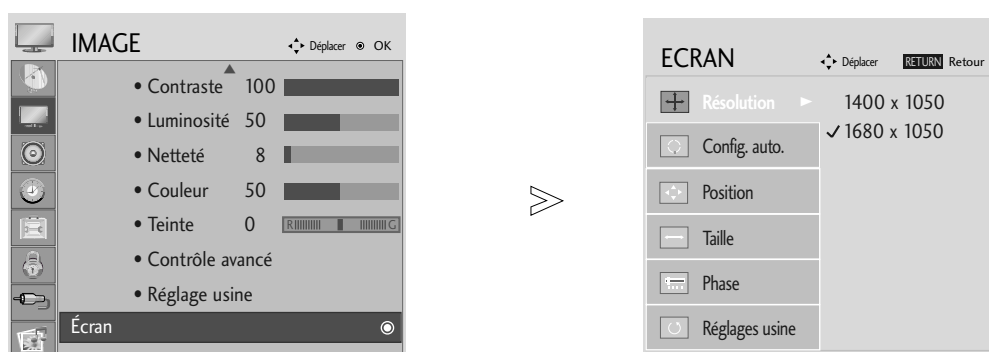 IMAGE
Déplacer OK
• Contraste 100
• Luminosité 50
• Netteté 8
• Couleur 50
• Teinte 0 R G
• Contrôle avancé
• Réglage usine
Écran
ECRAN
Déplacer RETURN Retour
Résolution ► 1400 x 1050
✓ 1680 x 1050
Config. auto.
Position
Taille
Phase
Réglages usine